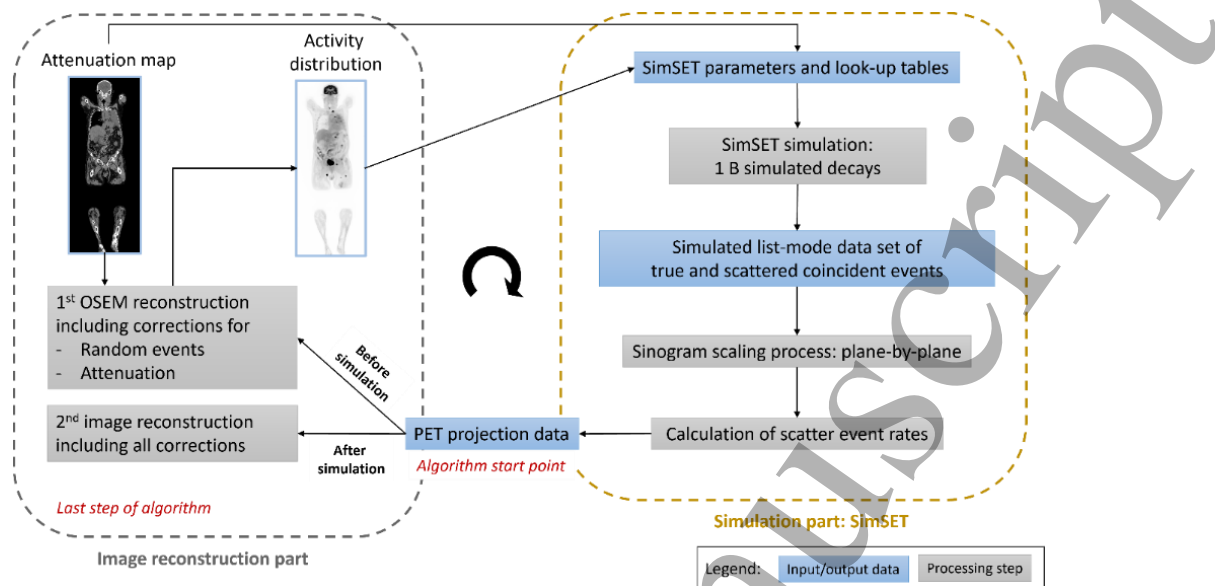 Attenuation map
Activity
distribution
SimSET parameters and look-up tables
SimSET simulation:
1 B simulated decays
Simulated list-mode data set of
true and scattered coincident events
1st OSEM reconstruction
including corrections for
- Random events
- Attenuation
Before
simulation
Sinogram scaling process: plane-by-plane
2nd image reconstruction
including all corrections
After
simulation
PET projection data
Algorithm start point
Calculation of scatter event rates
Last step of algorithm
Simulation part: SimSET
Image reconstruction part
Legend:
Input/output data
Processing step
uscript